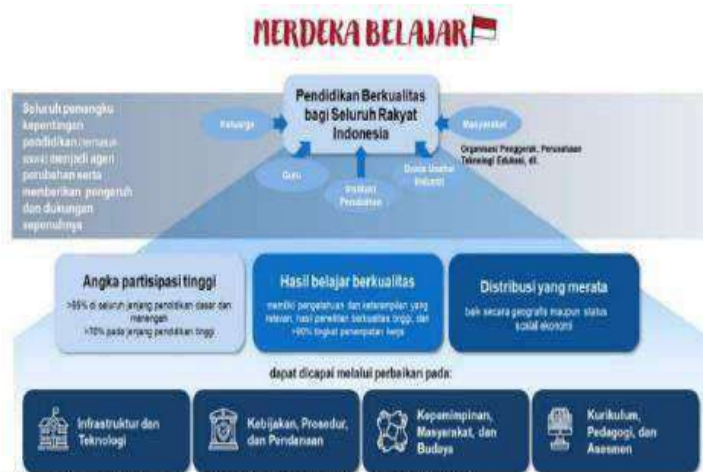 MERDEKA BELAJAR
Pendidikan Berkualitas
bagi Seluruh Rakyat
Indonesia
Seluruh pemangku
kepentingan
pendidikan
menjadi agen
perubahan serta
memberikan pengaruh
dan dukungan
sepenuhnya
Keluarga
Masyarakat
Organisasi Penggerak, Perusahaan
Teknologi Edukasi, dll.
Guru
Institusi
Pendidikan
Dunia Usaha/
Industri
Angka partisipasi tinggi
>95% di seluruh jenjang pendidikan dasar dan
menengah
>70% pada jenjang pendidikan tinggi
Hasil belajar berkualitas
memiliki pengetahuan dan keterampilan yang
relevan, hasil penelitian berkualitas tinggi, dan
>90% tingkat penempatan kerja
Distribusi yang merata
baik secara geografis maupun status
sosial ekonomi
dapat dicapai melalui perbaikan pada:
Infrastruktur dan
Teknologi
Kebijakan, Prosedur,
dan Pendanaan
Kepemimpinan,
Masyarakat, dan
Budaya
Kurikulum,
Pedagogi, dan
Asesmen